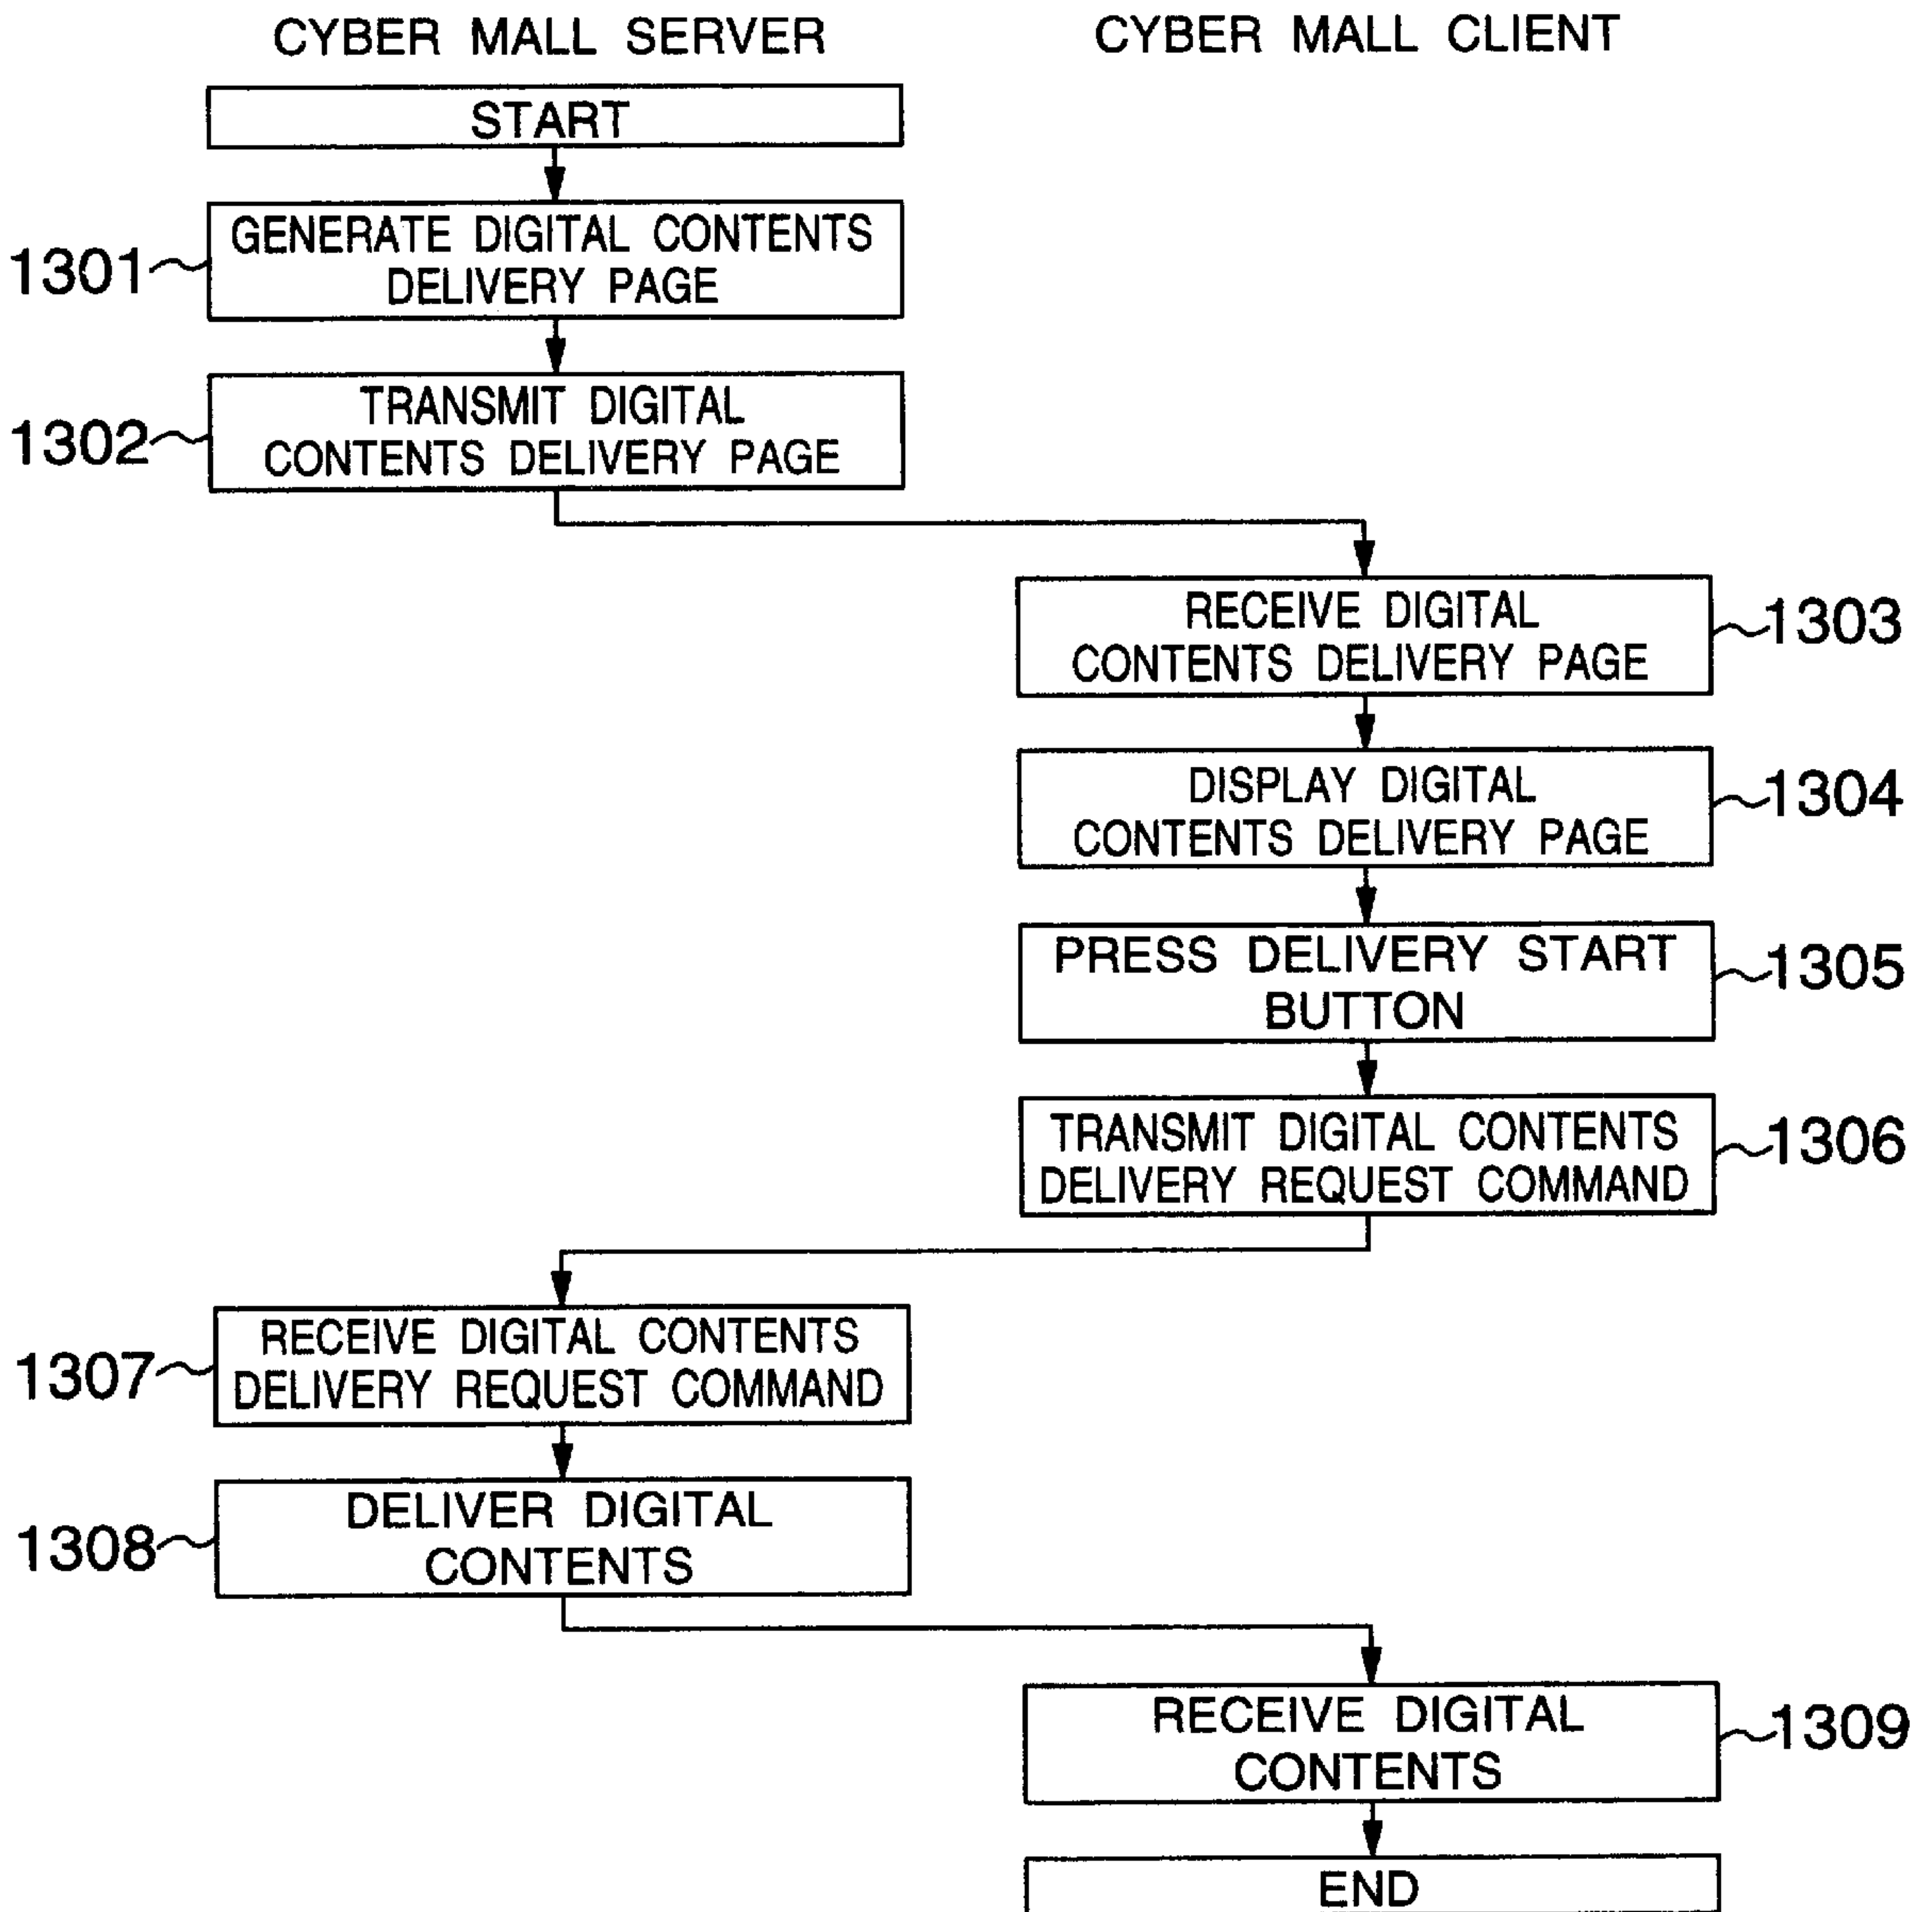 CYBER MALL SERVER
CYBER MALL CLIENT
START
1301
GENERATE DIGITAL CONTENTS
DELIVERY PAGE
1302
TRANSMIT DIGITAL
CONTENTS DELIVERY PAGE
RECEIVE DIGITAL
CONTENTS DELIVERY PAGE
1303
DISPLAY DIGITAL
CONTENTS DELIVERY PAGE
1304
PRESS DELIVERY START
BUTTON
1305
TRANSMIT DIGITAL CONTENTS
DELIVERY REQUEST COMMAND
1306
1307
RECEIVE DIGITAL CONTENTS
DELIVERY REQUEST COMMAND
1308
DELIVER DIGITAL
CONTENTS
RECEIVE DIGITAL
CONTENTS
1309
END